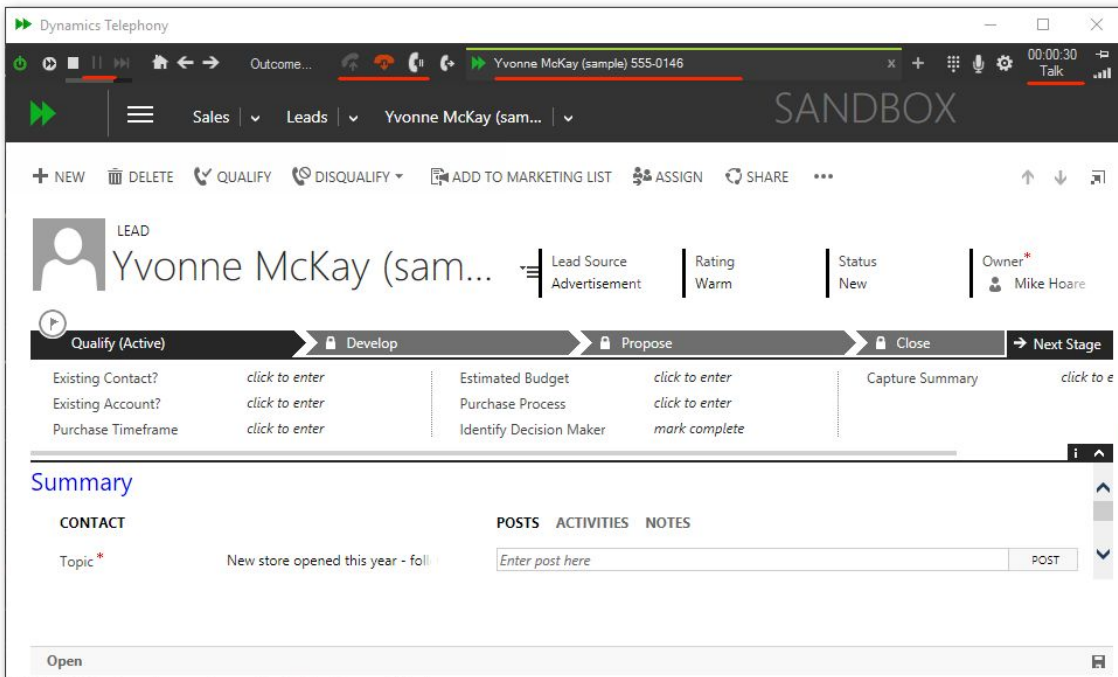 Dynamics Telephony
Outcome... Yvonne McKay (sample) 555-0146 x + 00:00:30
Talk
Sales Leads Yvonne McKay (sam... SANDBOX
+ NEW DELETE QUALIFY DISQUALIFY ADD TO MARKETING LIST ASSIGN SHARE •••
LEAD
Yvonne McKay (sam...
Lead Source Rating Status Owner*
Advertisement Warm New Mike Hoare
Qualify (Active) Develop Propose Close → Next Stage
Existing Contact? click to enter Estimated Budget click to enter Capture Summary click to e
Existing Account? click to enter Purchase Process click to enter
Purchase Timeframe click to enter Identify Decision Maker mark complete
i
Summary
CONTACT POSTS ACTIVITIES NOTES
Topic* New store opened this year - foll Enter post here POST
Open